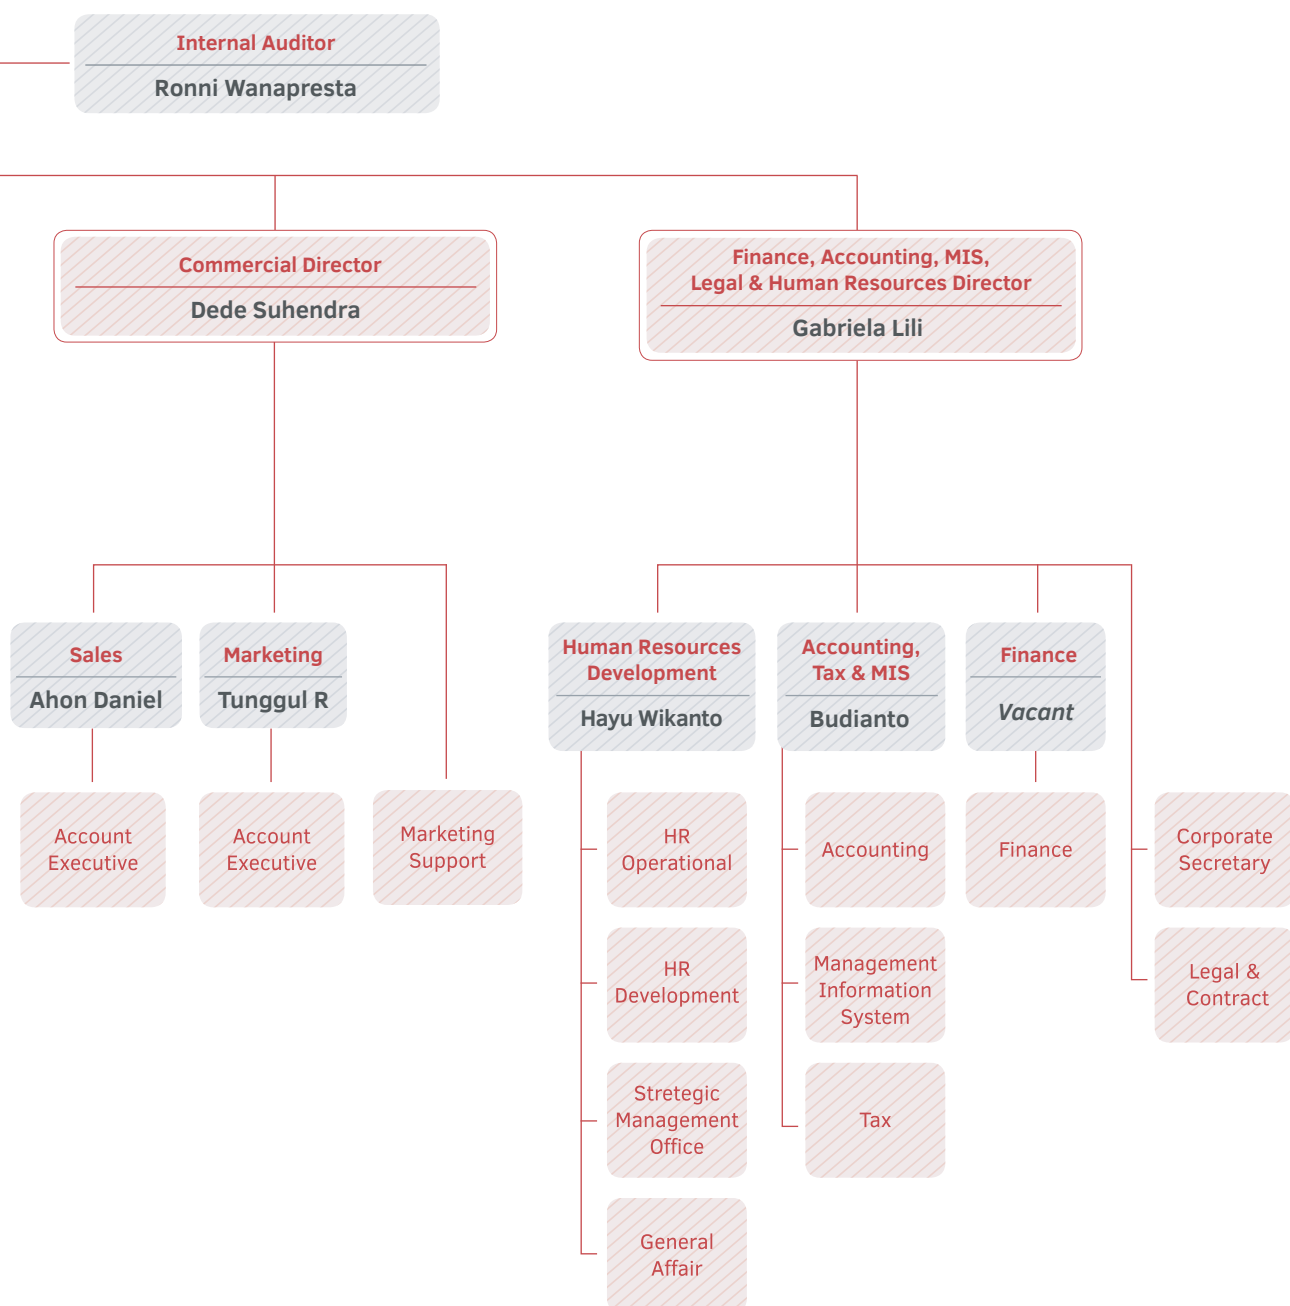 Internal Auditor
Ronni Wanapresta
Commercial Director
Dede Suhendra
Finance, Accounting, MIS,
Legal & Human Resources Director
Gabriela Lili
Sales
Ahon Daniel
Marketing
Tunggul R
Human Resources
Development
Hayu Wikanto
Accounting,
Tax & MIS
Budianto
Finance
Vacant
Account
Executive
Account
Executive
Marketing
Support
HR
Operational
Accounting
Finance
Corporate
Secretary
HR
Development
Management
Information
System
Legal &
Contract
Stretegic
Management
Office
Tax
General
Affair